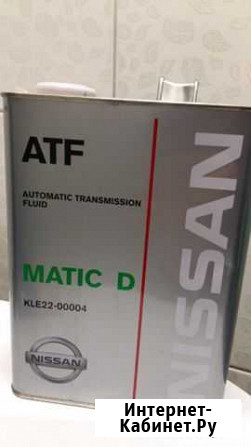 ATF
AUTOMATIC TRANSMISSION
FLUID
MATIC D
KLE22-00004
NISSAN
NISSAN
Интернет-
Кабинет.Ру